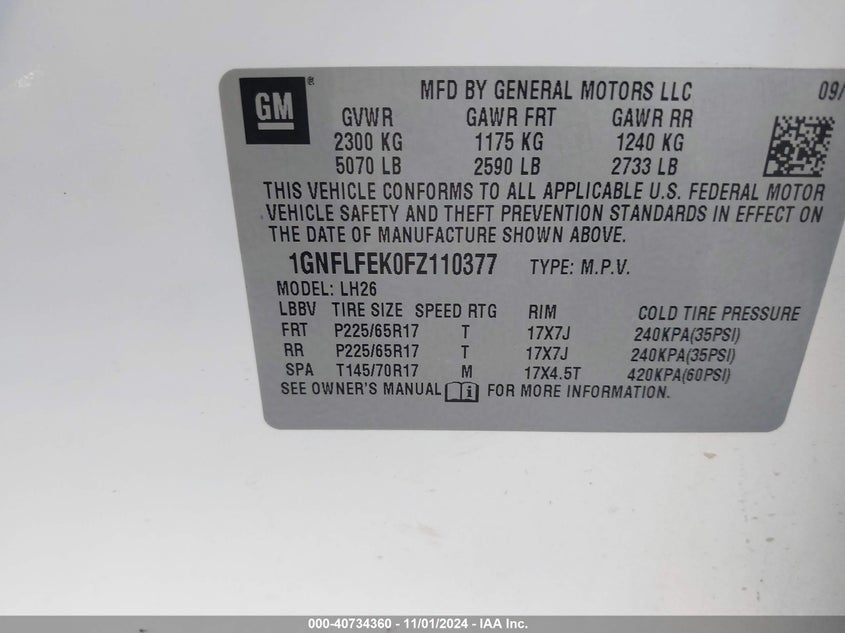 GM® MFD BY GENERAL MOTORS LLC 09/
GVWR GAWR FRT GAWR RR
2300 KG 1175 KG 1240 KG
5070 LB 2590 LB 2733 LB
THIS VEHICLE CONFORMS TO ALL APPLICABLE U.S. FEDERAL MOTOR
VEHICLE SAFETY AND THEFT PREVENTION STANDARDS IN EFFECT ON
THE DATE OF MANUFACTURE SHOWN ABOVE.
1GNFLFEK0FZ110377 TYPE: M.P.V.
MODEL: LH26
LBBV TIRE SIZE SPEED RTG RIM COLD TIRE PRESSURE
FRT P225/65R17 T 17X7J 240KPA(35PSI)
RR P225/65R17 T 17X7J 240KPA(35PSI)
SPA T145/70R17 M 17X4.5T 420KPA(60PSI)
SEE OWNER'S MANUAL FOR MORE INFORMATION.
000-40734360 - 11/01/2024 - IAA Inc.